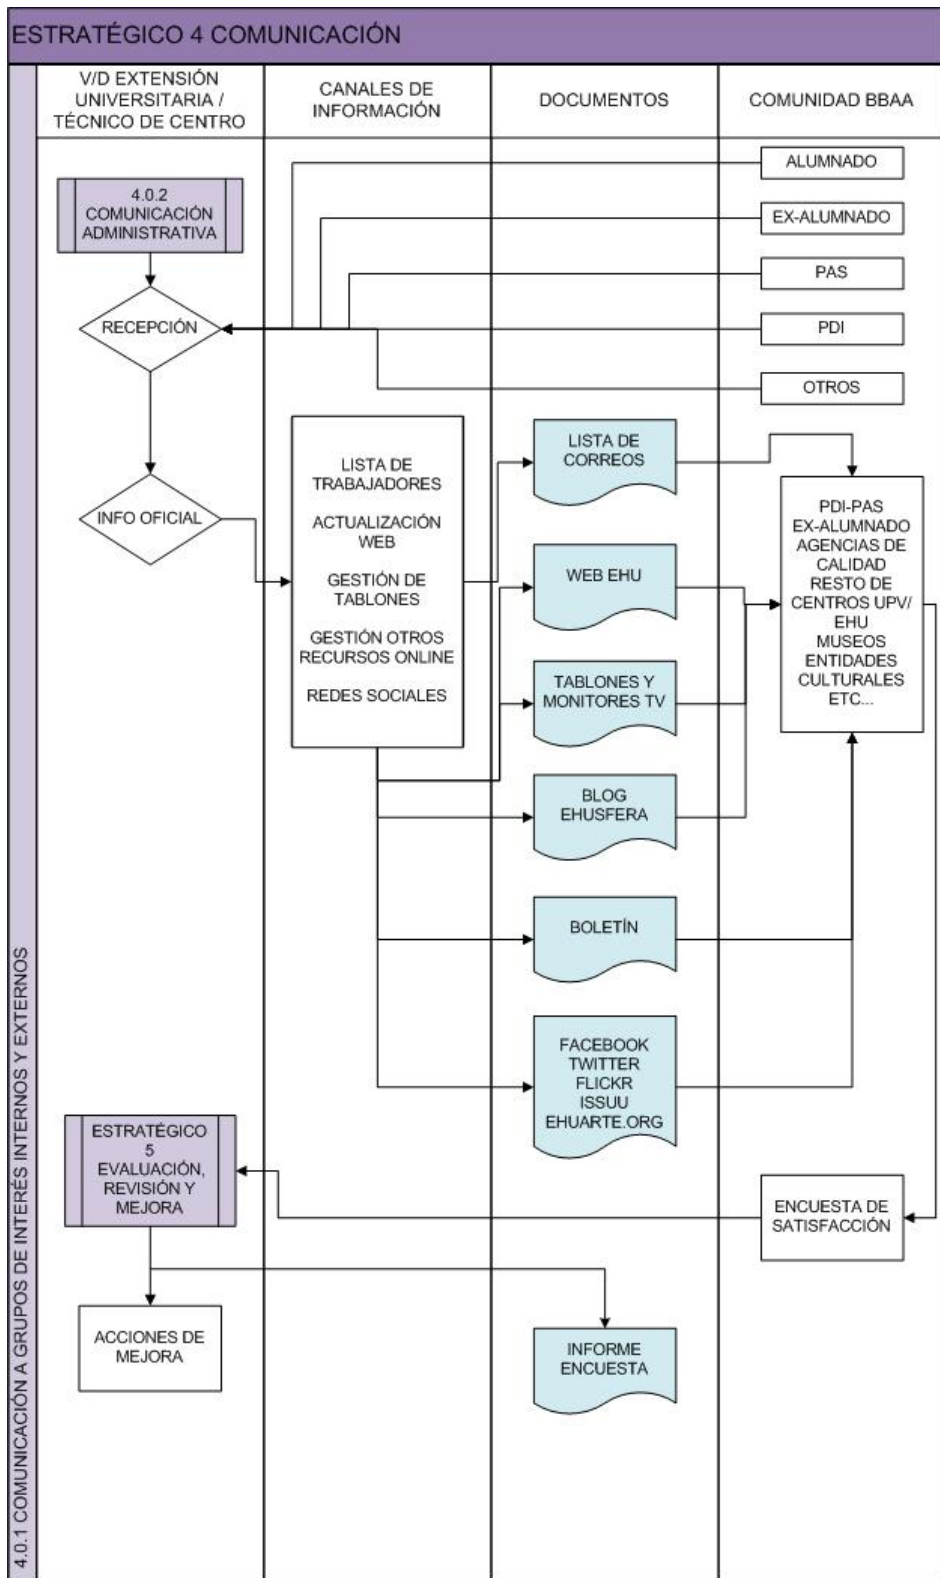 ESTRATÉGICO 4 COMUNICACIÓN
4.0.1 COMUNICACIÓN A GRUPOS DE INTERÉS INTERNOS Y EXTERNOS
V/D EXTENSIÓN
UNIVERSITARIA /
TÉCNICO DE CENTRO
CANALES DE
INFORMACIÓN
DOCUMENTOS
COMUNIDAD BBAA
ALUMNADO
4.0.2
COMUNICACIÓN
ADMINISTRATIVA
EX-ALUMNADO
PAS
RECEPCIÓN
PDI
OTROS
INFO OFICIAL
LISTA DE
TRABAJADORES
ACTUALIZACIÓN
WEB
GESTIÓN DE
TABLONES
GESTIÓN OTROS
RECURSOS ONLINE
REDES SOCIALES
LISTA DE
CORREOS
WEB EHU
TABLONES Y
MONITORES TV
BLOG
EHUSFERA
BOLETÍN
FACEBOOK
TWITTER
FLICKR
ISSUU
EHUARTE.ORG
PDI-PAS
EX-ALUMNADO
AGENCIAS DE
CALIDAD
RESTO DE
CENTROS UPV/
EHU
MUSEOS
ENTIDADES
CULTURALES
ETC...
ESTRATÉGICO
5
EVALUACIÓN,
REVISIÓN Y
MEJORA
ENCUESTA DE
SATISFACCIÓN
ACCIONES DE
MEJORA
INFORME
ENCUESTA